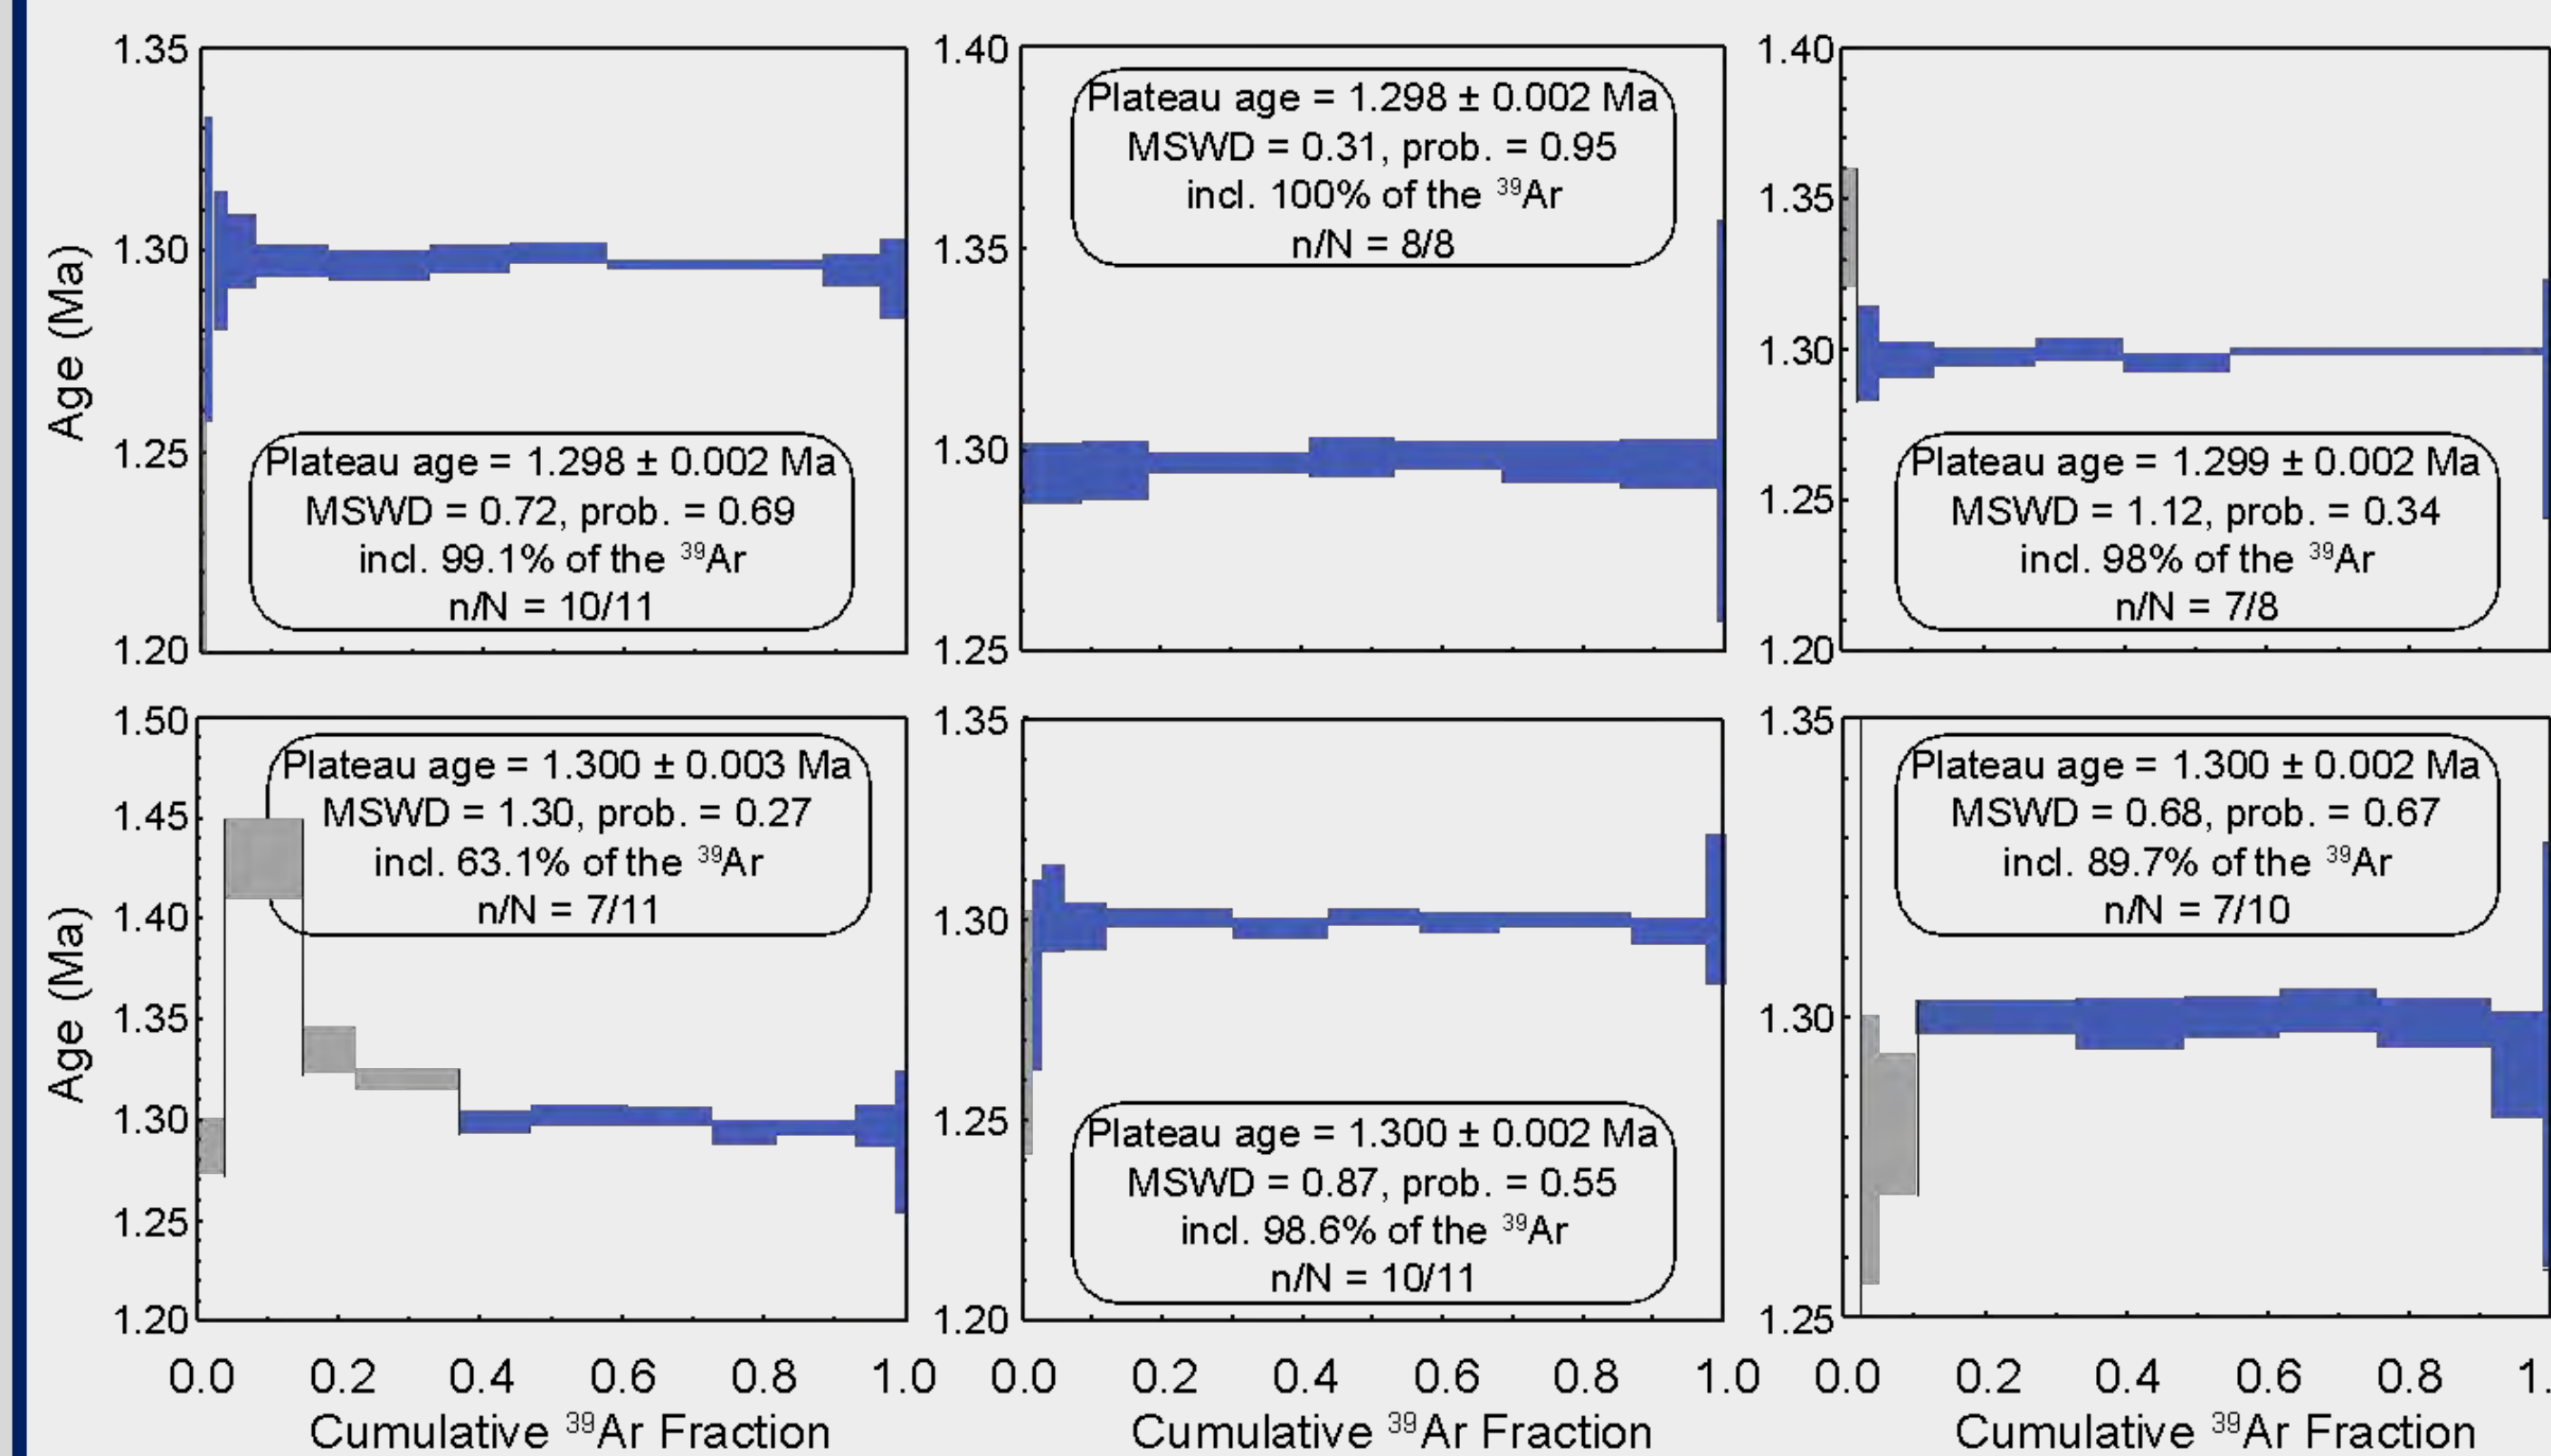 1.35
1.30
1.25
1.20
Age (Ma)
Plateau age = 1.298 ± 0.002 Ma
MSWD = 0.72, prob. = 0.69
incl. 99.1% of the ³⁹Ar
n/N = 10/11
1.40
1.35
1.30
1.25
Plateau age = 1.298 ± 0.002 Ma
MSWD = 0.31, prob. = 0.95
incl. 100% of the ³⁹Ar
n/N = 8/8
1.40
1.35
1.30
1.25
1.20
Plateau age = 1.299 ± 0.002 Ma
MSWD = 1.12, prob. = 0.34
incl. 98% of the ³⁹Ar
n/N = 7/8
1.50
1.45
1.40
1.35
1.30
1.25
1.20
Age (Ma)
Plateau age = 1.300 ± 0.003 Ma
MSWD = 1.30, prob. = 0.27
incl. 63.1% of the ³⁹Ar
n/N = 7/11
0.0 0.2 0.4 0.6 0.8 1.0
Cumulative ³⁹Ar Fraction
1.35
1.30
1.25
1.20
Plateau age = 1.300 ± 0.002 Ma
MSWD = 0.87, prob. = 0.55
incl. 98.6% of the ³⁹Ar
n/N = 10/11
0.0 0.2 0.4 0.6 0.8 1.0
Cumulative ³⁹Ar Fraction
1.35
1.30
1.25
Plateau age = 1.300 ± 0.002 Ma
MSWD = 0.68, prob. = 0.67
incl. 89.7% of the ³⁹Ar
n/N = 7/10
0.0 0.2 0.4 0.6 0.8 1.
Cumulative ³⁹Ar Fraction